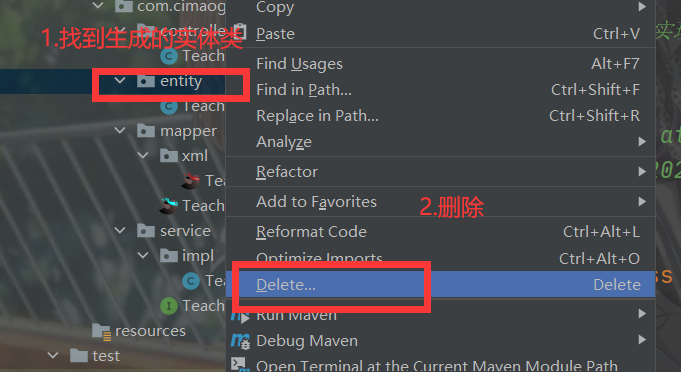 com.cimaog
controlle
Teach
entity
Teach
mapper
xml
Tea
Teach
service
impl
Te
Teach
resources
test
1.找到生成的实体类
Copy
Paste Ctrl+V
Find Usages Alt+F7
Find in Path... Ctrl+Shift+F
Replace in Path... Ctrl+Shift+R
Analyze
Refactor
Add to Favorites
2.删除
Reformat Code Ctrl+Alt+L
Optimize Imports Ctrl+Alt+O
Delete... Delete
Run Maven
Debug Maven
Open Terminal at the Current Maven Module Path
at
202
ss